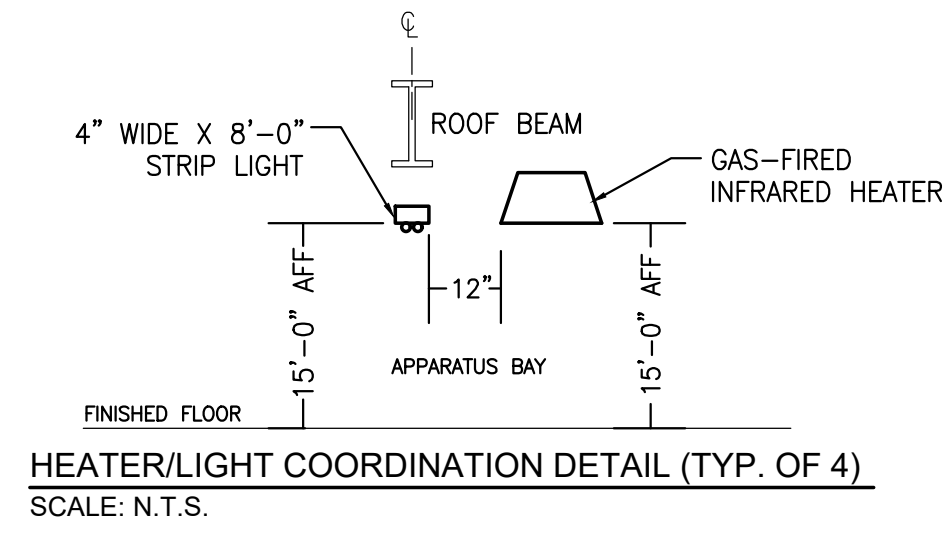 ℄
ROOF BEAM
4” WIDE X 8’–0”
STRIP LIGHT
GAS–FIRED
INFRARED HEATER
12”
15’–0” AFF
15’–0” AFF
APPARATUS BAY
FINISHED FLOOR
HEATER/LIGHT COORDINATION DETAIL (TYP. OF 4)
SCALE: N.T.S.